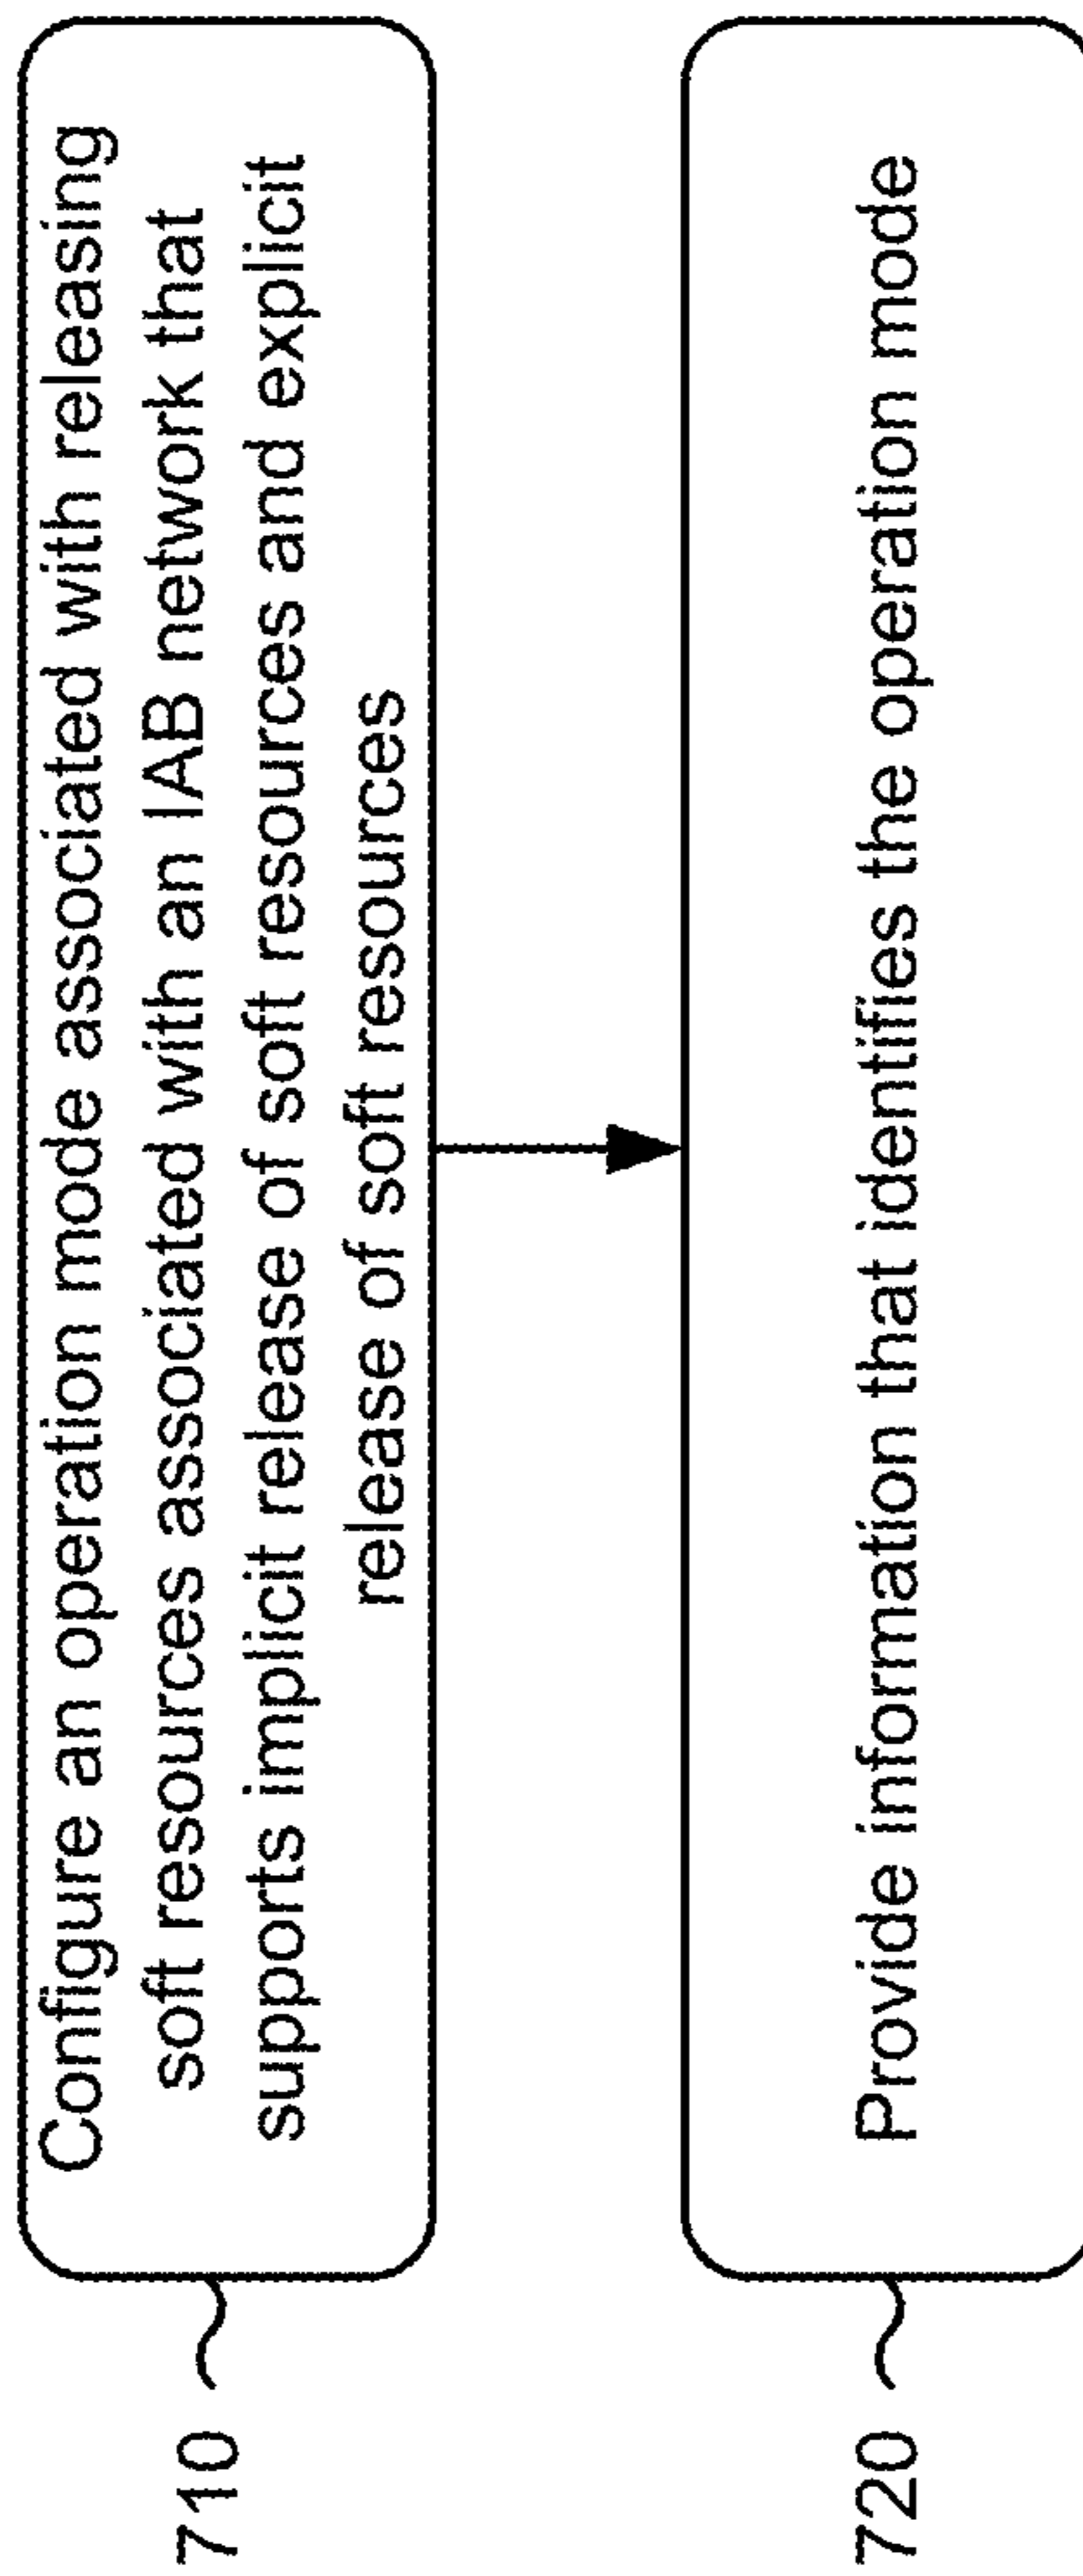 710
Configure an operation mode associated with releasing
soft resources associated with an IAB network that
supports implicit release of soft resources and explicit
release of soft resources
720
Provide information that identifies the operation mode